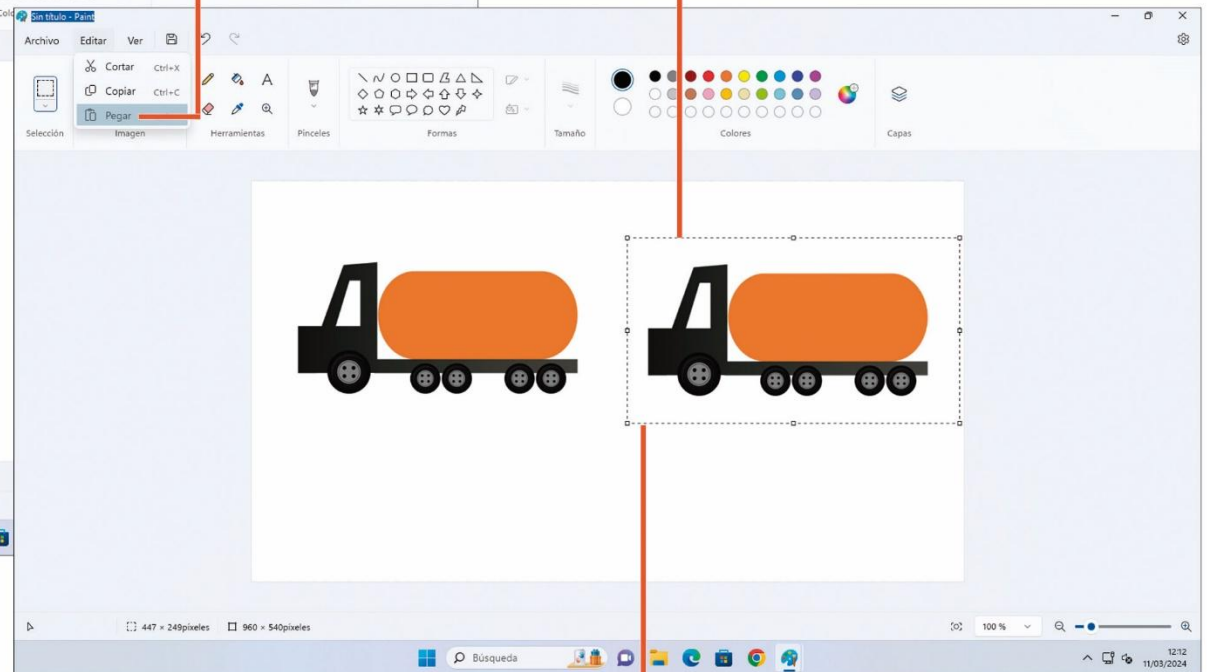 Sin título - Paint
Archivo Editar Ver
Cortar Ctrl+X
Copiar Ctrl+C
Pegar
Selección Imagen Herramientas Pinceles Formas Tamaño Colores Capas
447 × 249píxeles 960 × 540píxeles 100 %
Búsqueda
12:12
11/03/2024